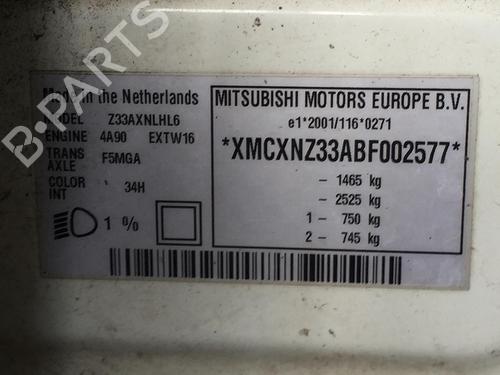 Made in the Netherlands
MODEL Z33AXNLHL6
ENGINE 4A90 EXTW16
TRANS
AXLE F5MGA
COLOR
INT 34H
1 %
MITSUBISHI MOTORS EUROPE B.V.
e1*2001/116*0271
*XMCXNZ33ABF002577*
- 1465 kg
- 2525 kg
1 - 750 kg
2 - 745 kg
B-PARTS